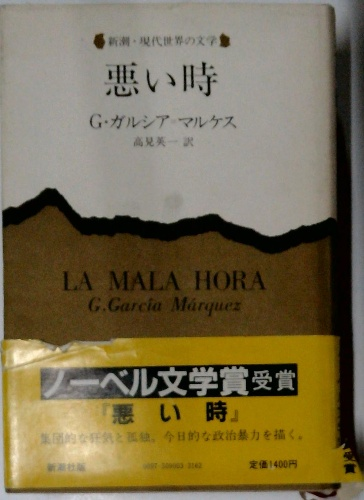 新潮・現代世界の文学
悪い時
G・ガルシア=マルケス
高見英一 訳
LA MALA HORA
G.García Márquez
ノーベル文学賞受賞
『悪い時』
集団的な狂気と孤独。今日的な政治暴力を描く。
新潮社版
定価1400円
受賞